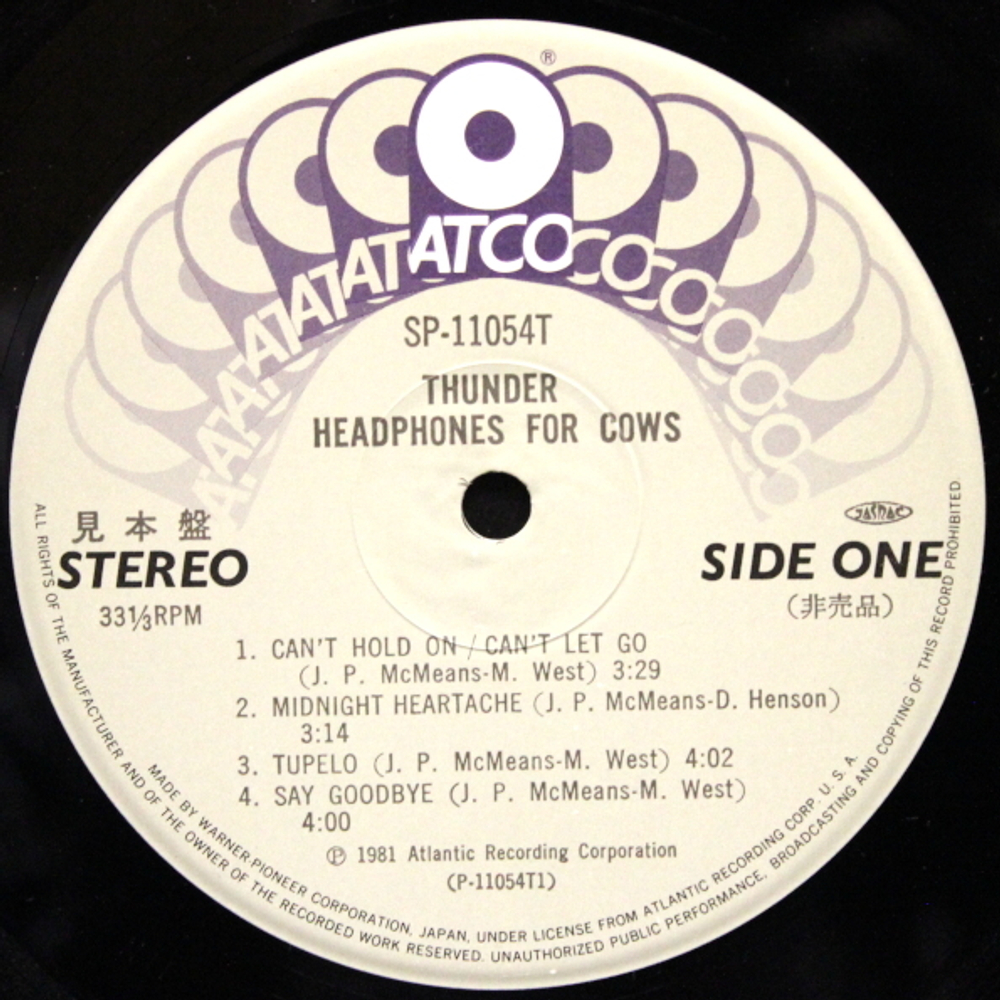 ®
ATCO
SP-11054T
THUNDER
HEADPHONES FOR COWS
見本盤
STEREO
33⅓RPM
JASRAC
SIDE ONE
(非売品)
1. CAN'T HOLD ON / CAN'T LET GO
(J. P. McMeans-M. West) 3:29
2. MIDNIGHT HEARTACHE (J. P. McMeans-D. Henson)
3:14
3. TUPELO (J. P. McMeans-M. West) 4:02
4. SAY GOODBYE (J. P. McMeans-M. West)
4:00
Ⓟ 1981 Atlantic Recording Corporation
(P-11054T1)
MADE BY WARNER-PIONEER CORPORATION, JAPAN, UNDER LICENSE FROM ATLANTIC RECORDING CORP. U. S. A.
ALL RIGHTS OF THE MANUFACTURER AND OF THE OWNER OF THE RECORDED WORK RESERVED. UNAUTHORIZED PUBLIC PERFORMANCE, BROADCASTING AND COPYING OF THIS RECORD PROHIBITED